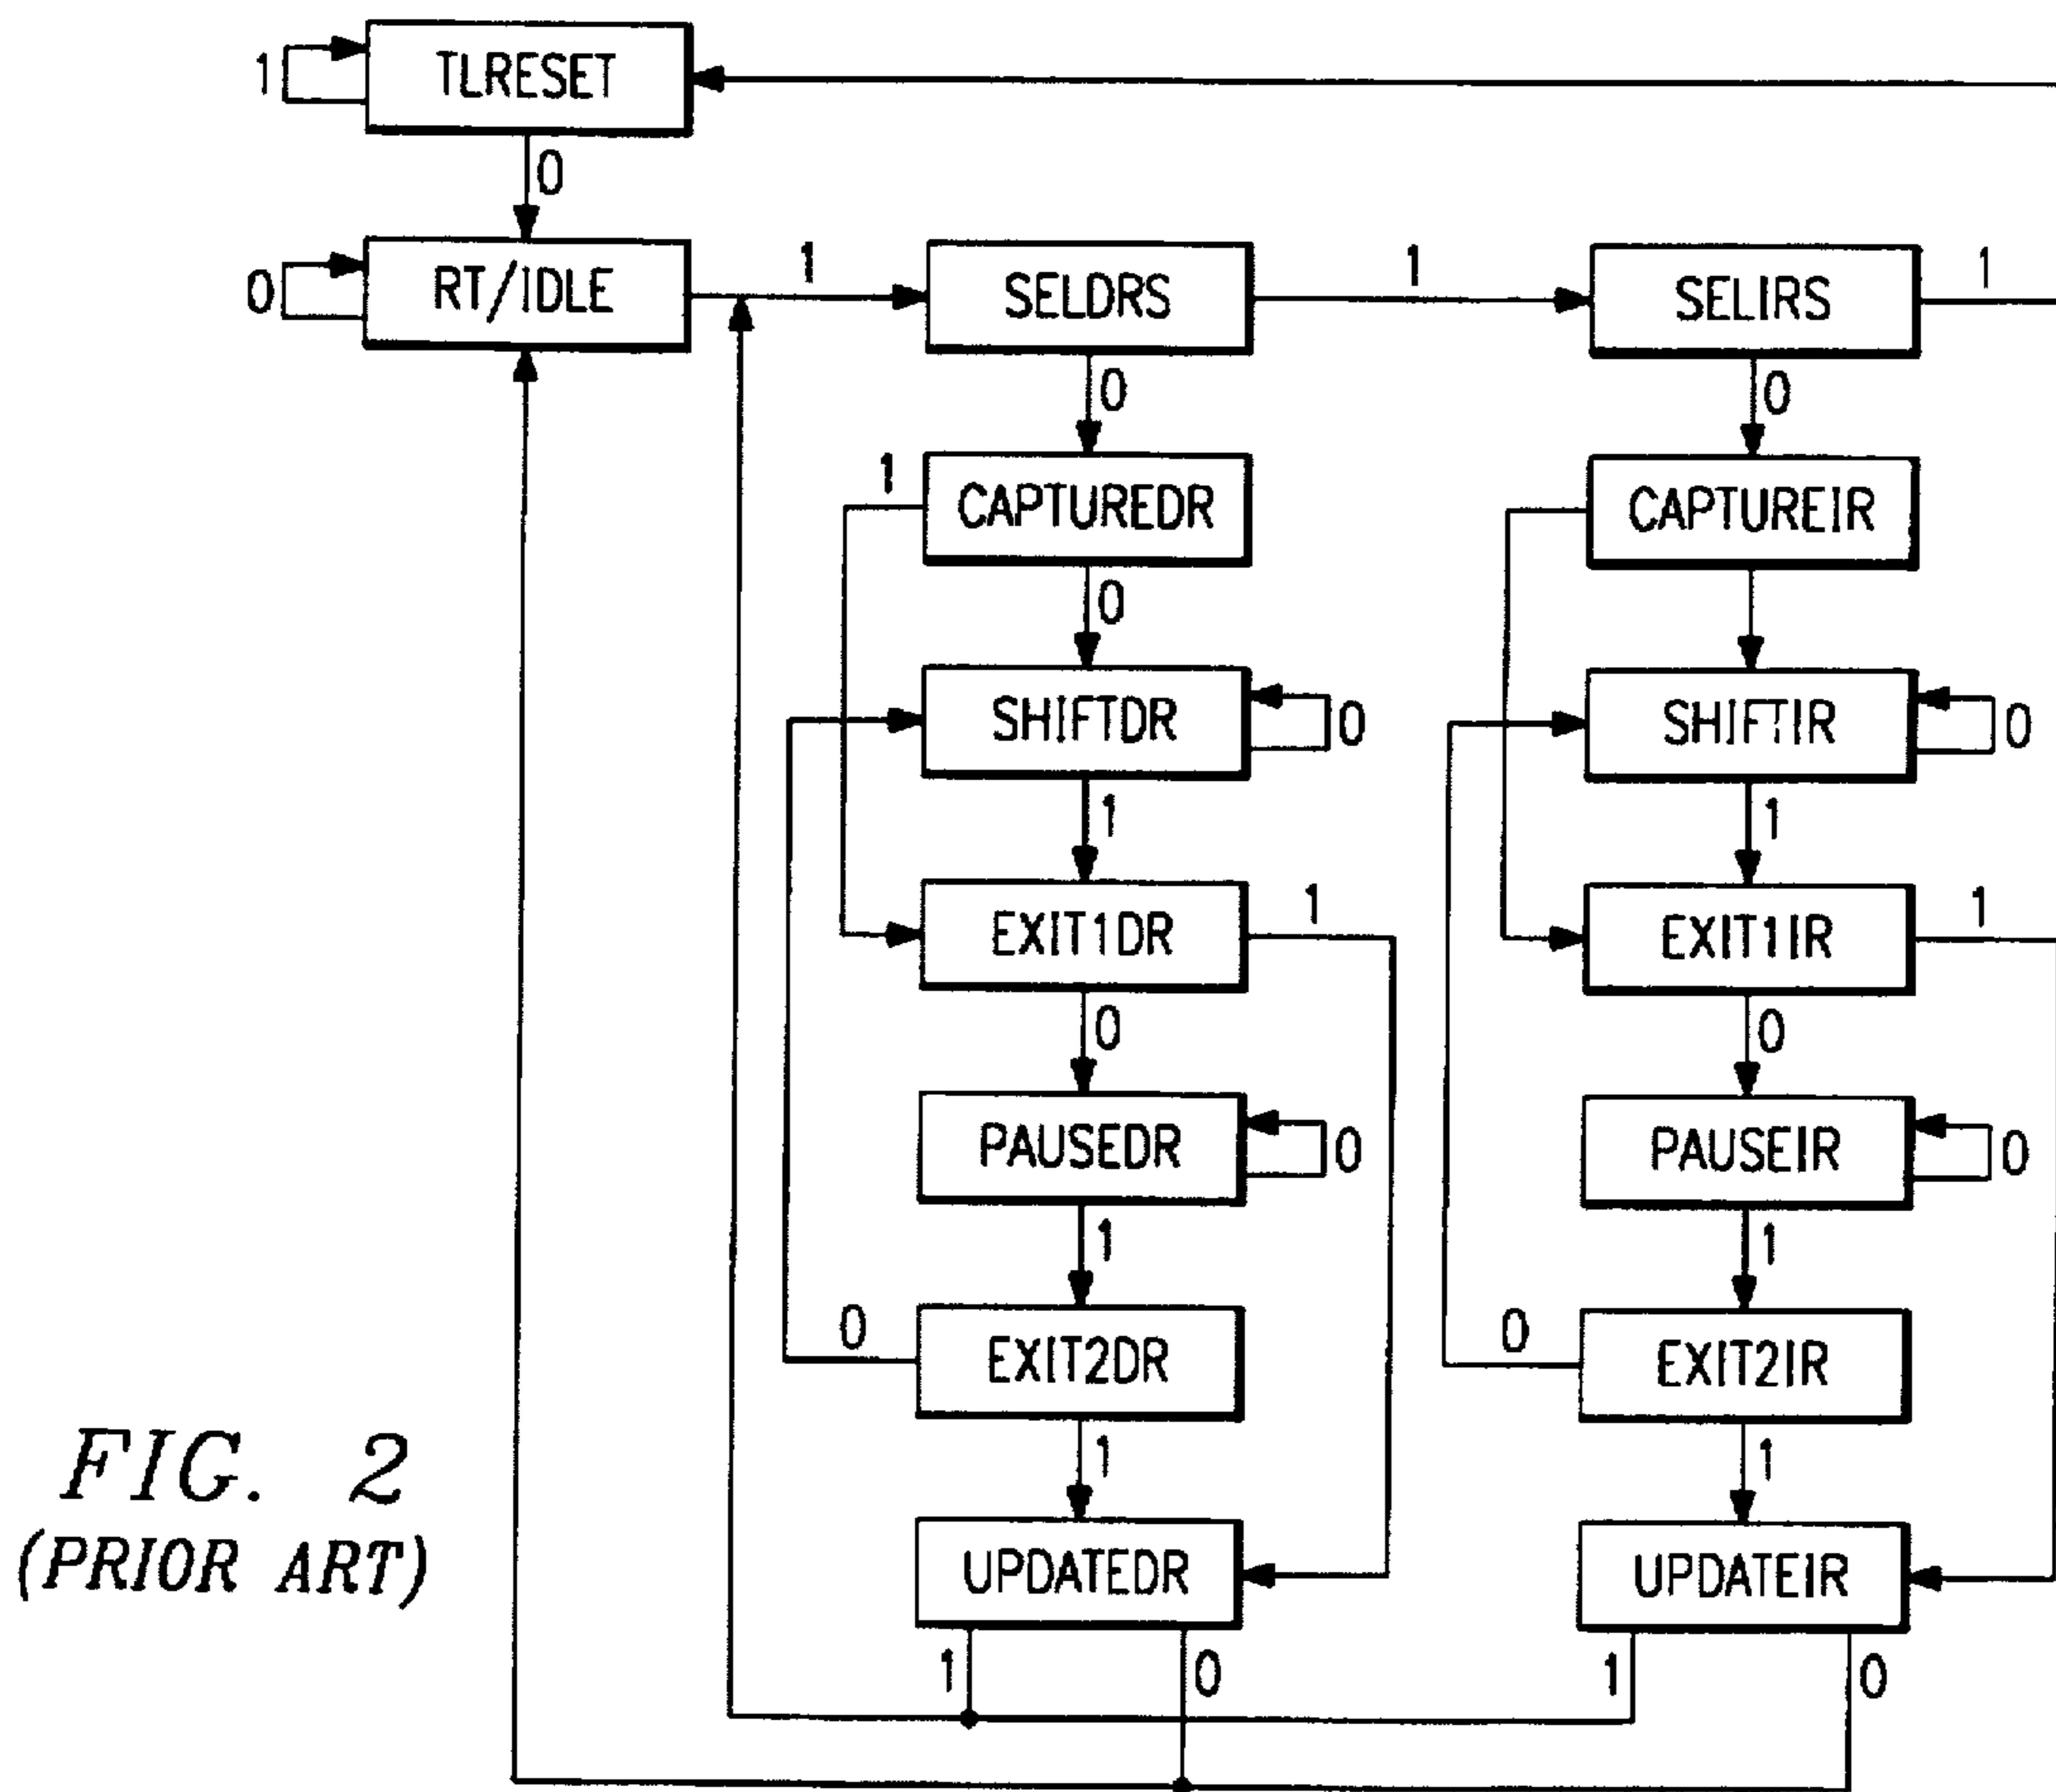 TLRESET
1
0
RT/IDLE
0
1
SELDRS
1
SELIRS
1
0
0
1
CAPTUREDR
CAPTUREIR
0
SHIFTDR
0
SHIFTIR
0
1
1
EXIT1DR
1
EXIT1IR
1
0
0
PAUSEDR
0
PAUSEIR
0
1
1
0
EXIT2DR
0
EXIT2IR
1
1
UPDATEDR
UPDATEIR
1
0
1
0
FIG. 2
(PRIOR ART)